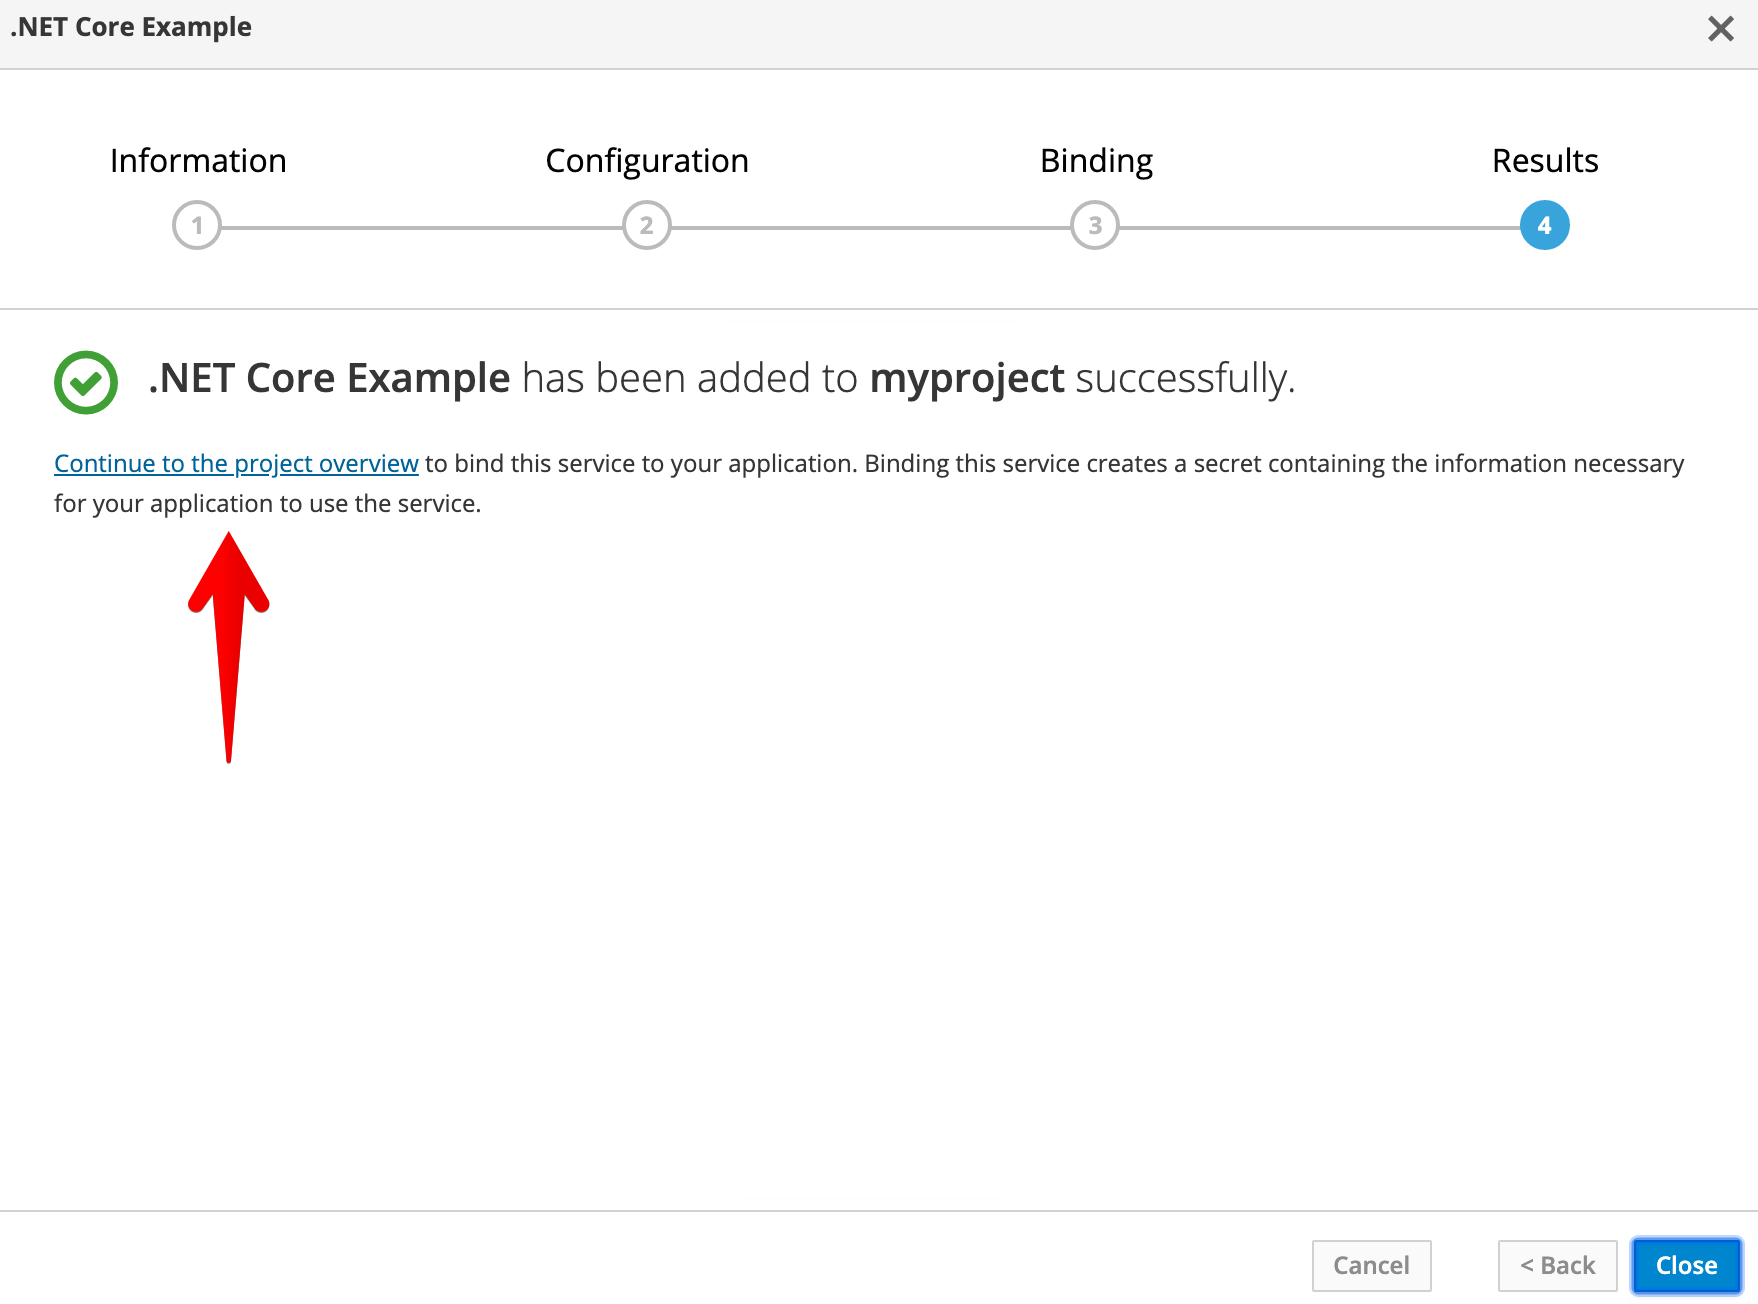 .NET Core Example
Information Configuration Binding Results
1 2 3 4
.NET Core Example has been added to myproject successfully.
Continue to the project overview to bind this service to your application. Binding this service creates a secret containing the information necessary
for your application to use the service.
Cancel < Back Close